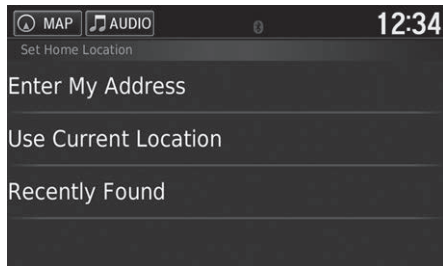 MAP AUDIO 12:34
Set Home Location
Enter My Address
Use Current Location
Recently Found